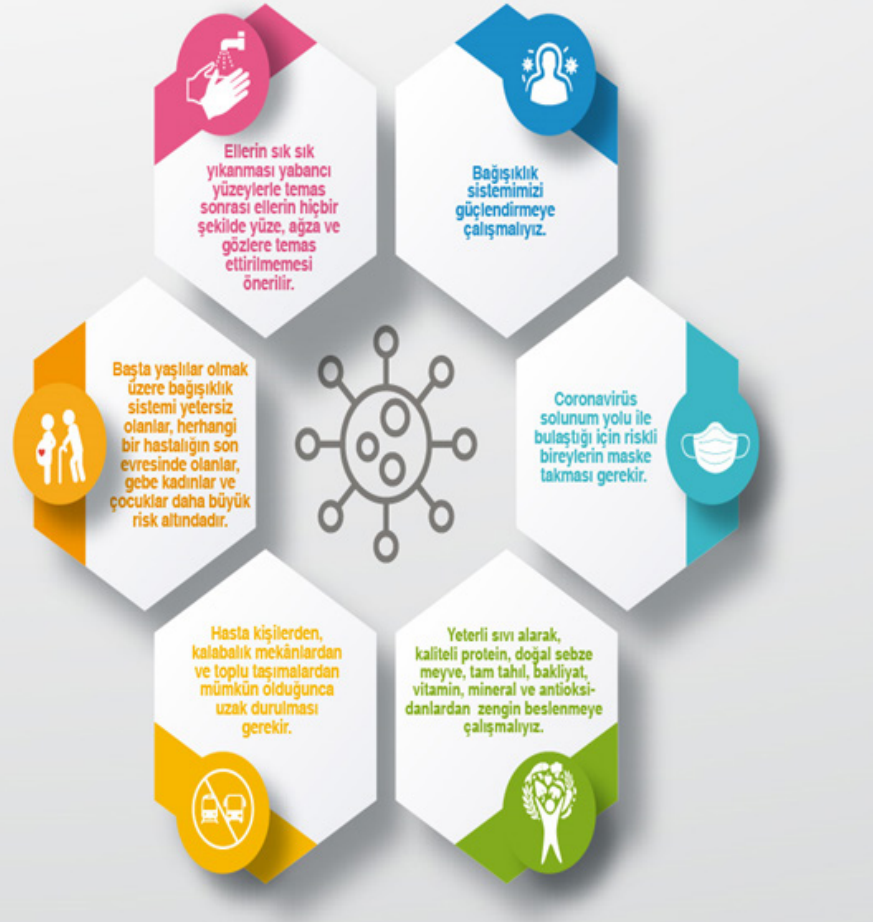 Ellerin sık sık
yıkanması yabancı
yüzeylerle temas
sonrası ellerin hiçbir
şekilde yüze, ağza ve
gözlere temas
ettirilmemesi
önerilir.
Bağışıklık
sistemimizi
güçlendirmeye
çalışmalıyız.
Başta yaşlılar olmak
üzere bağışıklık
sistemi yetersiz
olanlar, herhangi
bir hastalığın son
evresinde olanlar,
gebe kadınlar ve
çocuklar daha büyük
risk altındadır.
Coronavirüs
solunum yolu ile
bulaştığı için riskli
bireylerin maske
takması gerekir.
Hasta kişilerden,
kalabalık mekânlardan
ve toplu taşımalardan
mümkün olduğunca
uzak durulması
gerekir.
Yeterli sıvı alarak,
kaliteli protein, doğal sebze
meyve, tam tahıl, bakliyat,
vitamin, mineral ve antioksi-
danlardan zengin beslenmeye
çalışmalıyız.